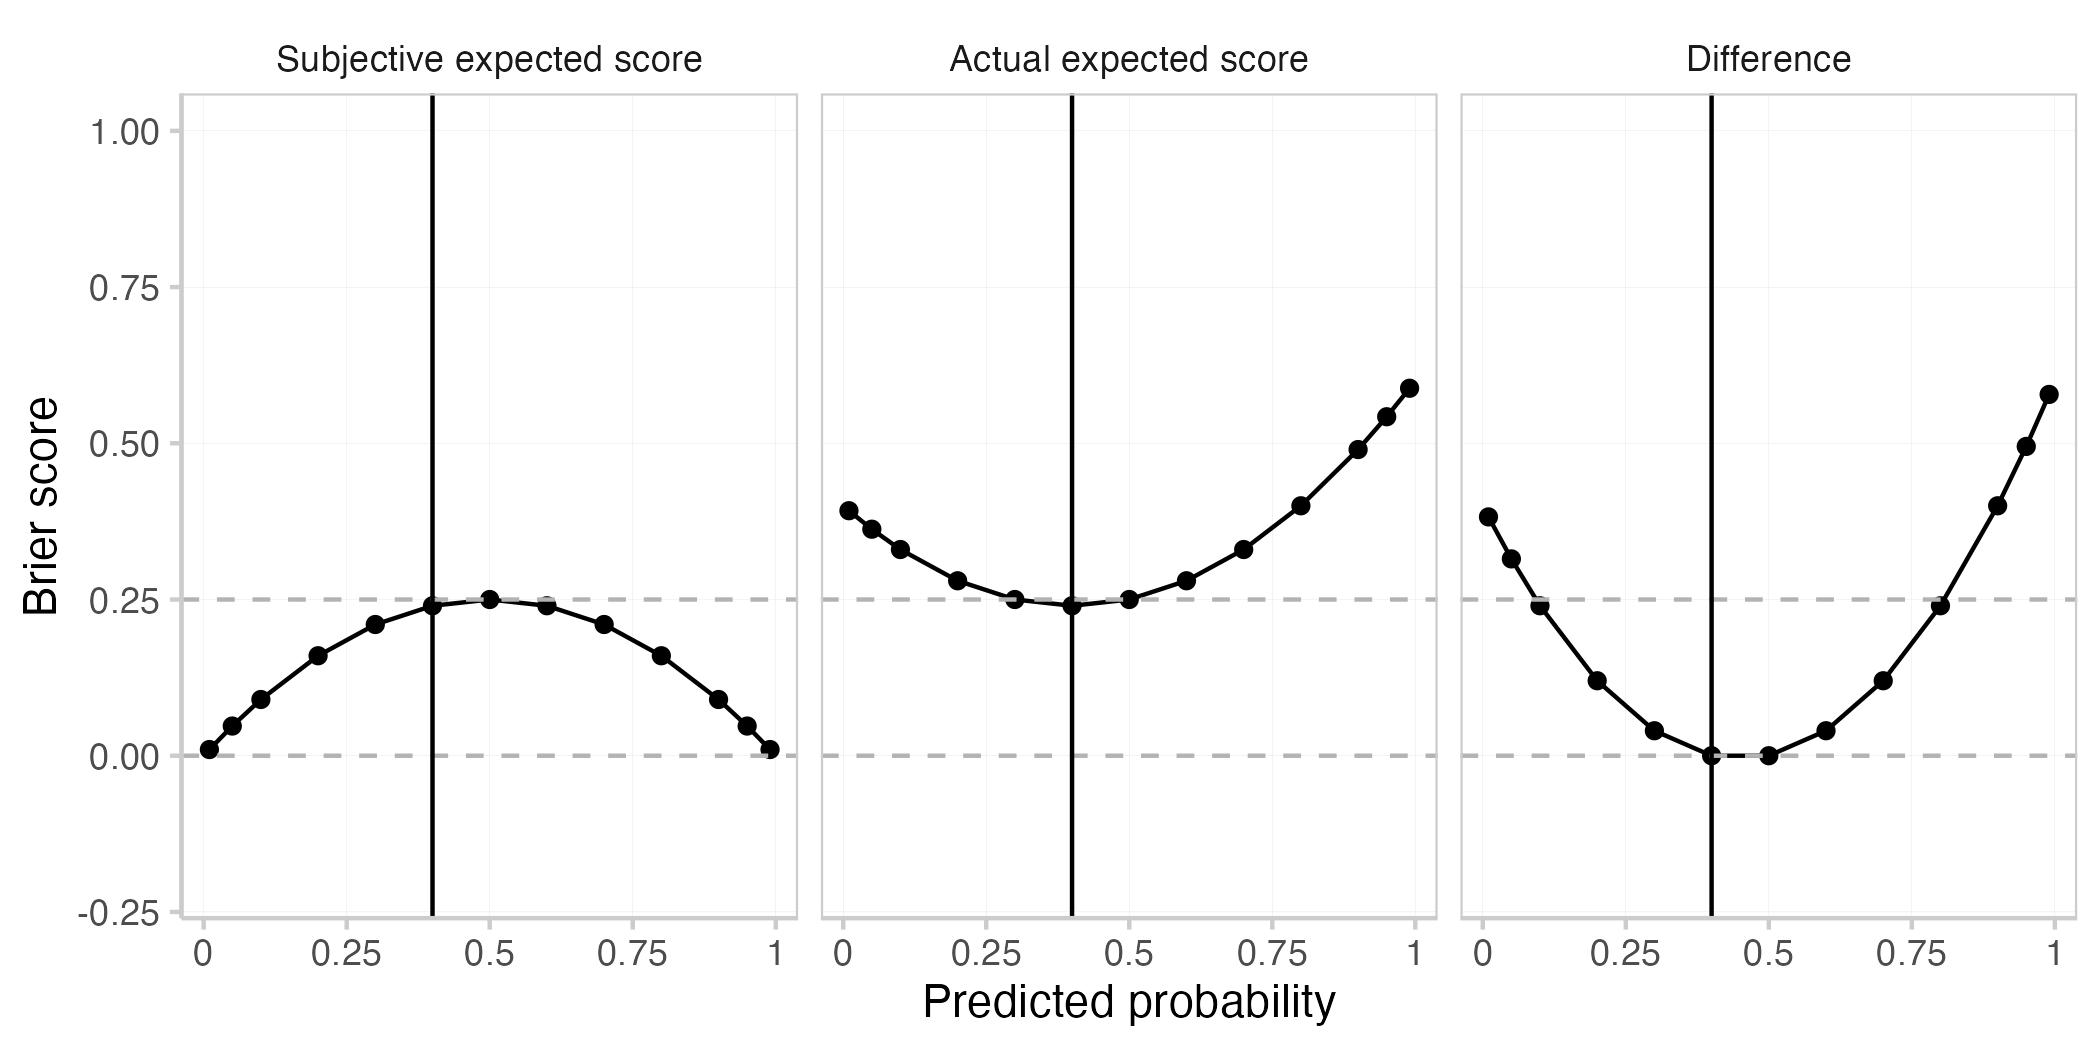 Subjective expected score
Actual expected score
Difference
Brier score
1.00
0.75
0.50
0.25
0.00
-0.25
0 0.25 0.5 0.75 1
0 0.25 0.5 0.75 1
0 0.25 0.5 0.75 1
Predicted probability